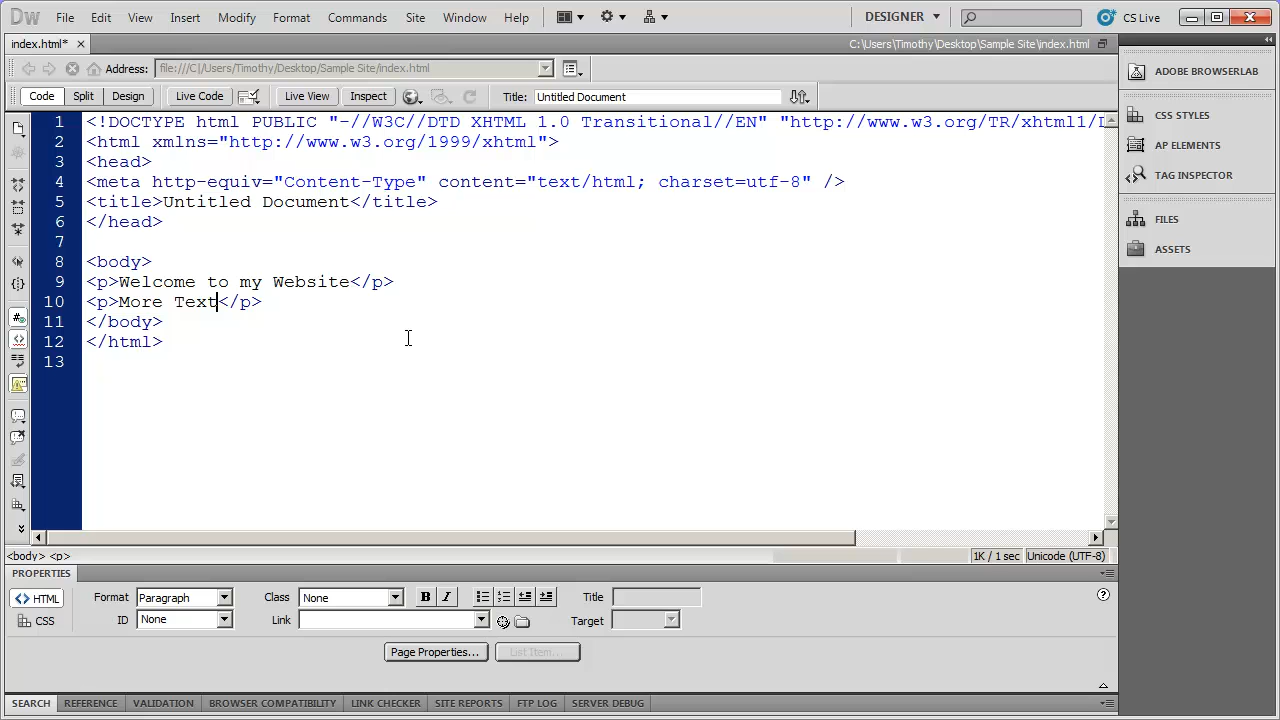 Dw File Edit View Insert Modify Format Commands Site Window Help DESIGNER CS Live
index.html* C:\Users\Timothy\Desktop\Sample Site\index.html
Address: file:///C|/Users/Timothy/Desktop/Sample Site/index.html
Code Split Design Live Code Live View Inspect Title: Untitled Document
1 <!DOCTYPE html PUBLIC "-//W3C//DTD XHTML 1.0 Transitional//EN" "http://www.w3.org/TR/xhtml1/D
2 <html xmlns="http://www.w3.org/1999/xhtml">
3 <head>
4 <meta http-equiv="Content-Type" content="text/html; charset=utf-8" />
5 <title>Untitled Document</title>
6 </head>
7
8 <body>
9 <p>Welcome to my Website</p>
10 <p>More Text</p>
11 </body>
12 </html>
13
<body> <p> 1K / 1 sec Unicode (UTF-8)
PROPERTIES
<> HTML Format Paragraph Class None B I Title
CSS ID None Link Target
Page Properties... List Item...
SEARCH REFERENCE VALIDATION BROWSER COMPATIBILITY LINK CHECKER SITE REPORTS FTP LOG SERVER DEBUG
ADOBE BROWSERLAB
CSS STYLES
AP ELEMENTS
TAG INSPECTOR
FILES
ASSETS